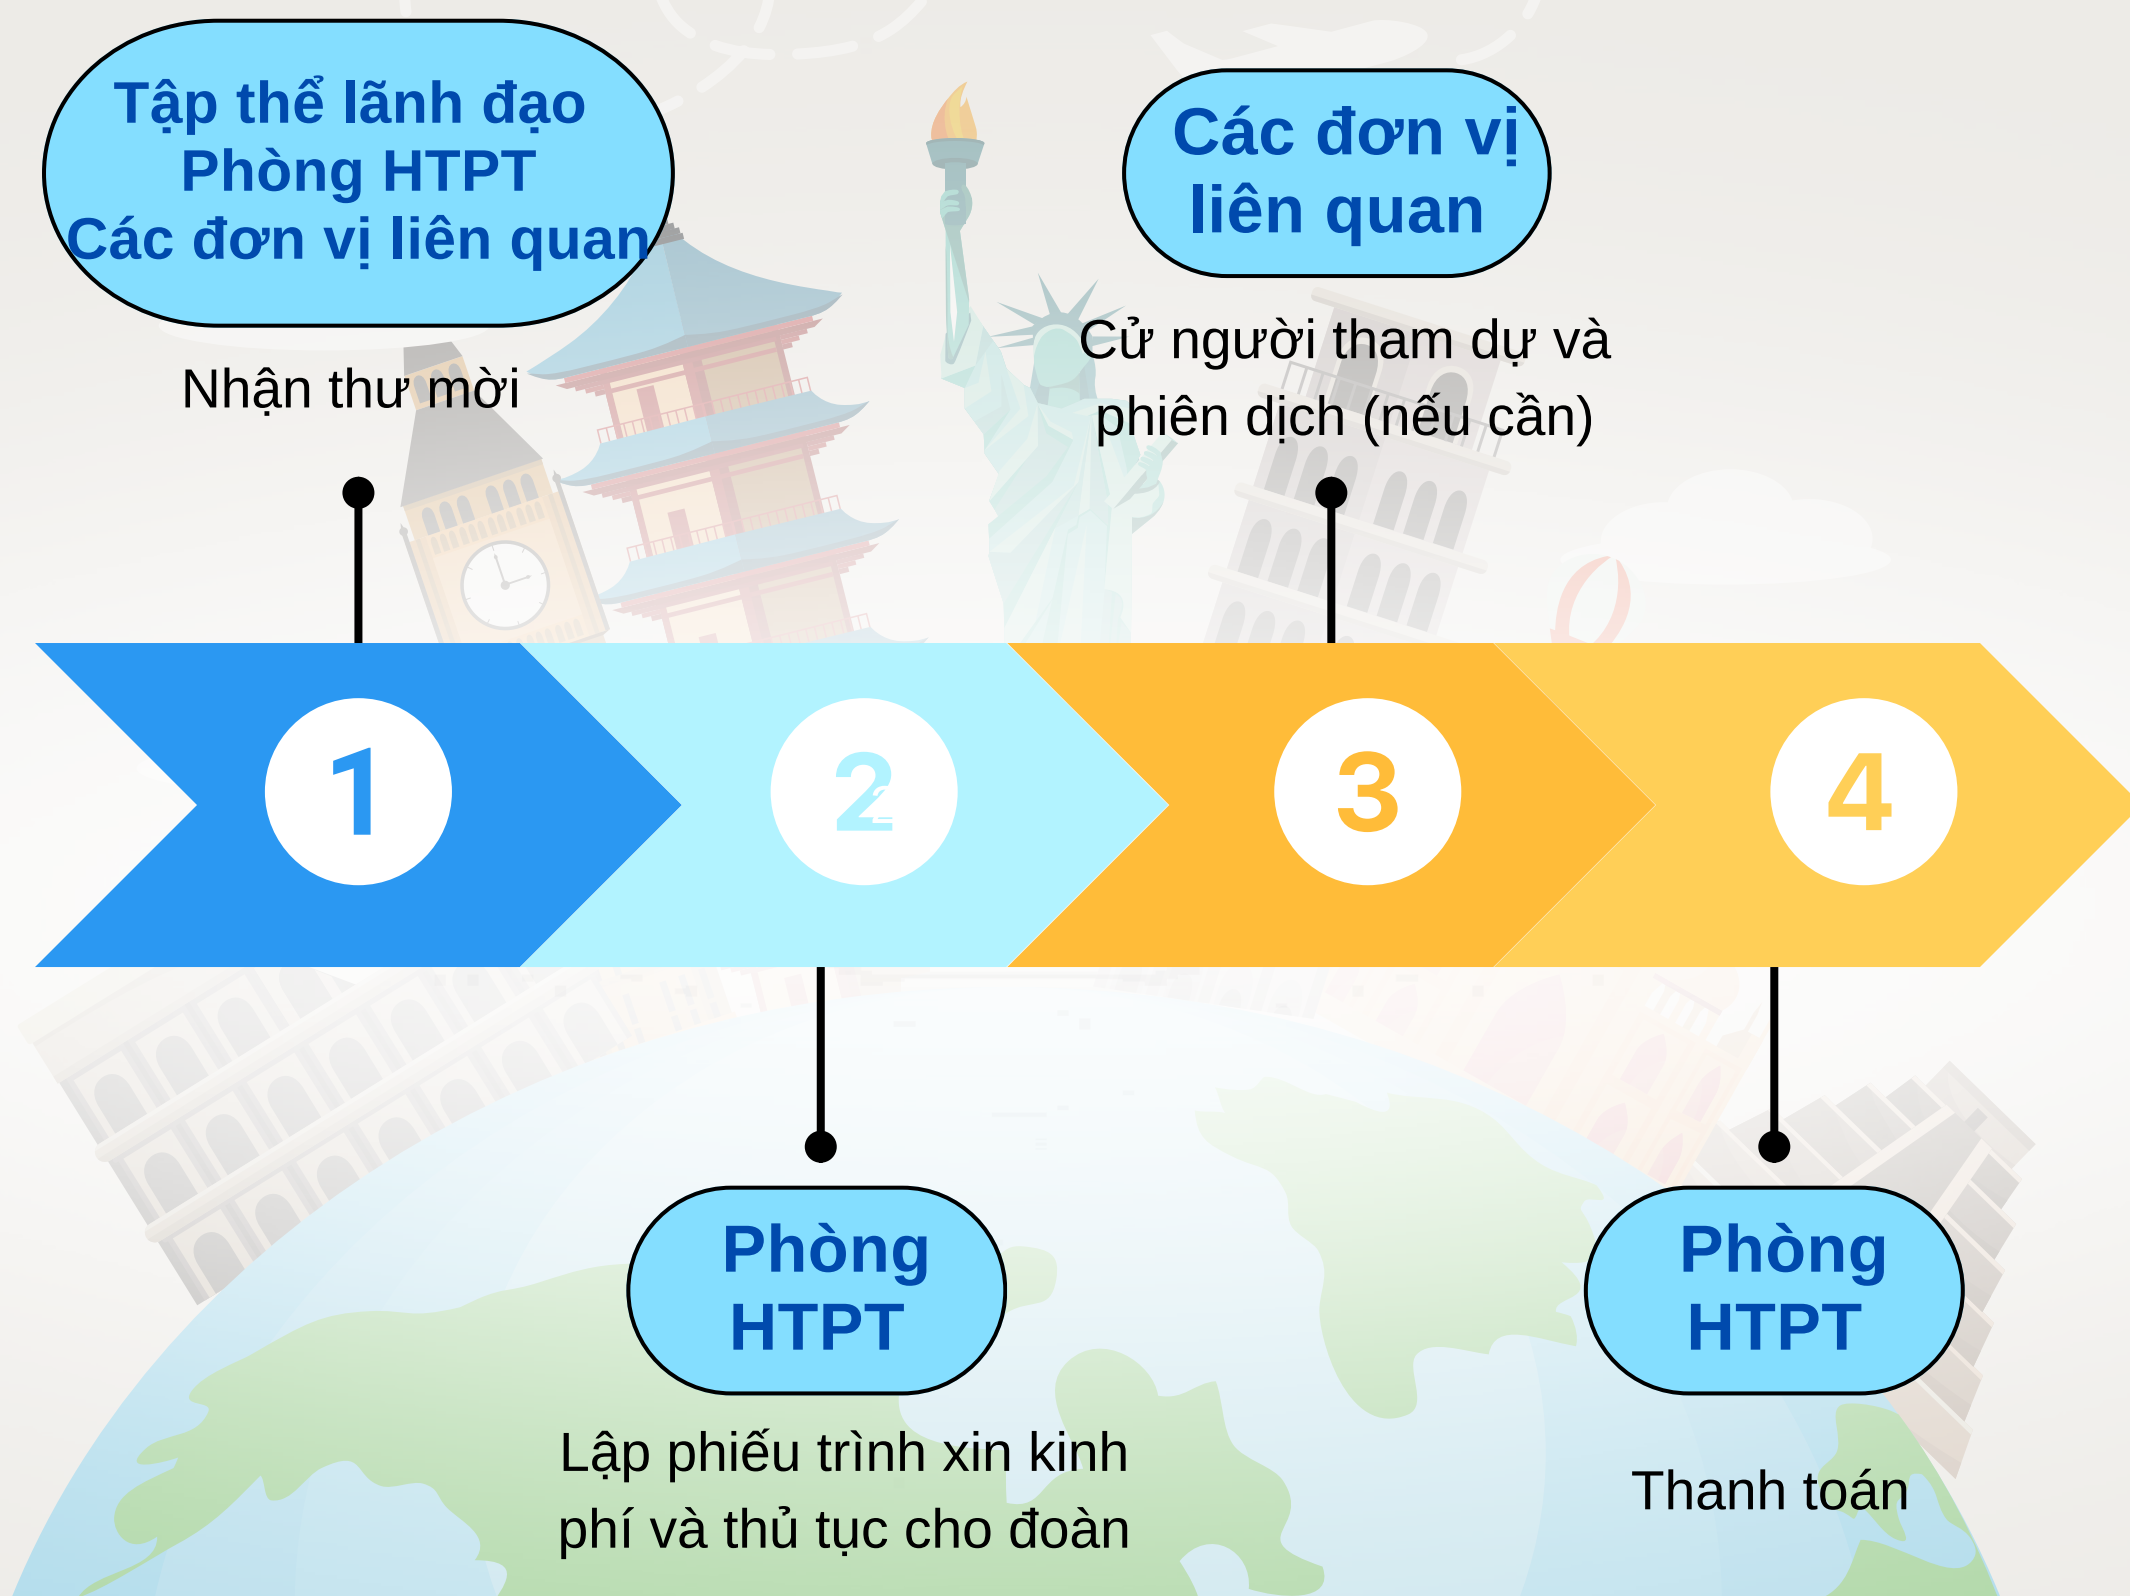 Tập thể lãnh đạo
Phòng HTPT
Các đơn vị liên quan
Nhận thư mời
Các đơn vị
liên quan
Cử người tham dự và
phiên dịch (nếu cần)
1
2
2
3
4
Phòng
HTPT
Lập phiếu trình xin kinh
phí và thủ tục cho đoàn
Phòng
HTPT
Thanh toán